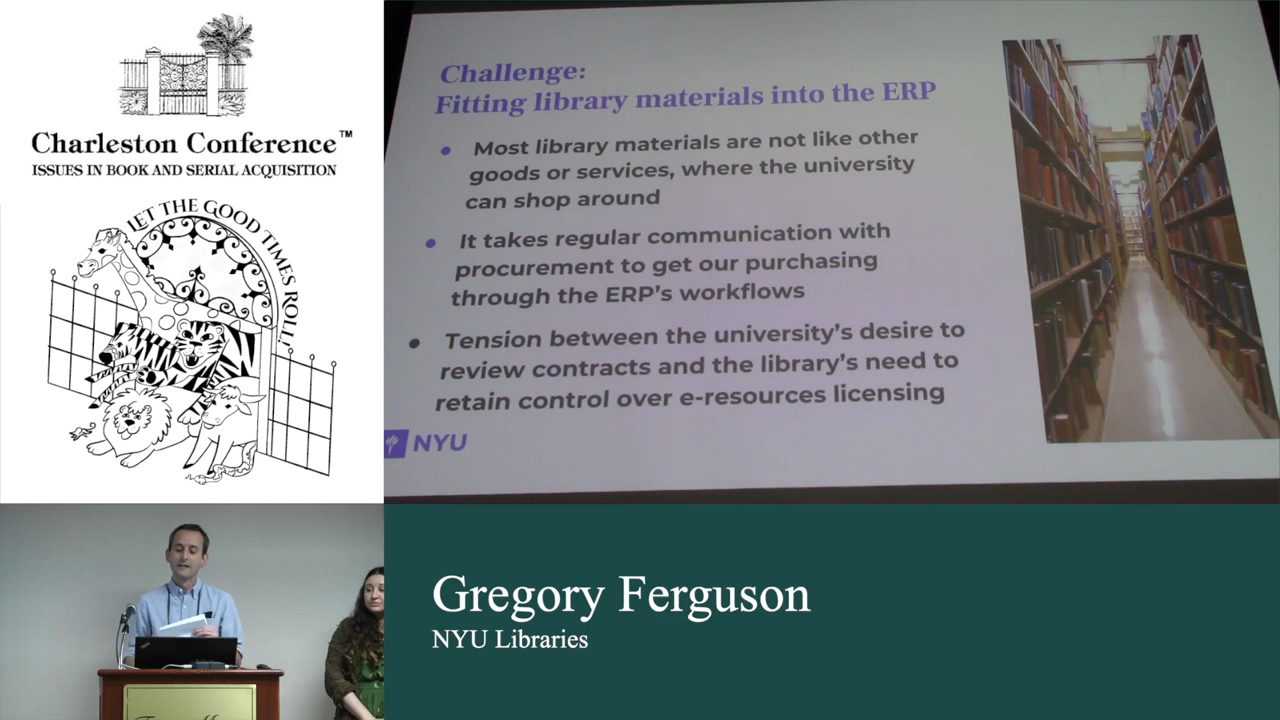 Charleston Conference™
ISSUES IN BOOK AND SERIAL ACQUISITION
LET THE GOOD TIMES ROLL!
Challenge:
Fitting library materials into the ERP
● Most library materials are not like other
goods or services, where the university
can shop around
● It takes regular communication with
procurement to get our purchasing
through the ERP's workflows
● Tension between the university's desire to
review contracts and the library's need to
retain control over e-resources licensing
NYU
Gregory Ferguson
NYU Libraries